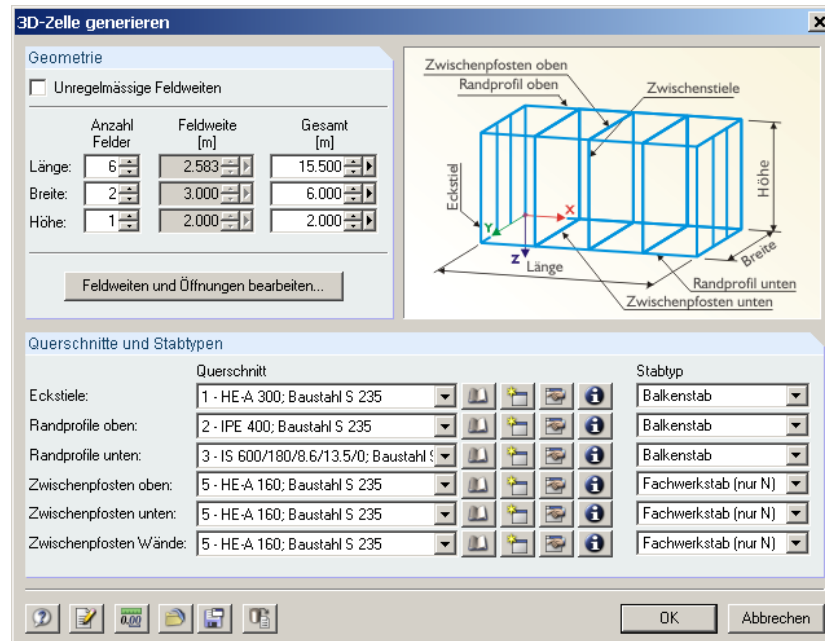 3D-Zelle generieren
Geometrie
Unregelmässige Feldweiten
Anzahl Felder
Feldweite [m]
Gesamt [m]
Länge: 6 2.583 15.500
Breite: 2 3.000 6.000
Höhe: 1 2.000 2.000
Feldweiten und Öffnungen bearbeiten...
Zwischenpfosten oben
Randprofil oben
Zwischenstiele
Eckstiel
Höhe
Y
X
Z
Länge
Breite
Randprofil unten
Zwischenpfosten unten
Querschnitte und Stabtypen
Querschnitt Stabtyp
Eckstiele: 1 - HE-A 300; Baustahl S 235 Balkenstab
Randprofile oben: 2 - IPE 400; Baustahl S 235 Balkenstab
Randprofile unten: 3 - IS 600/180/8.6/13.5/0; Baustahl Balkenstab
Zwischenpfosten oben: 5 - HE-A 160; Baustahl S 235 Fachwerkstab (nur N)
Zwischenpfosten unten: 5 - HE-A 160; Baustahl S 235 Fachwerkstab (nur N)
Zwischenpfosten Wände: 5 - HE-A 160; Baustahl S 235 Fachwerkstab (nur N)
0.00
OK Abbrechen